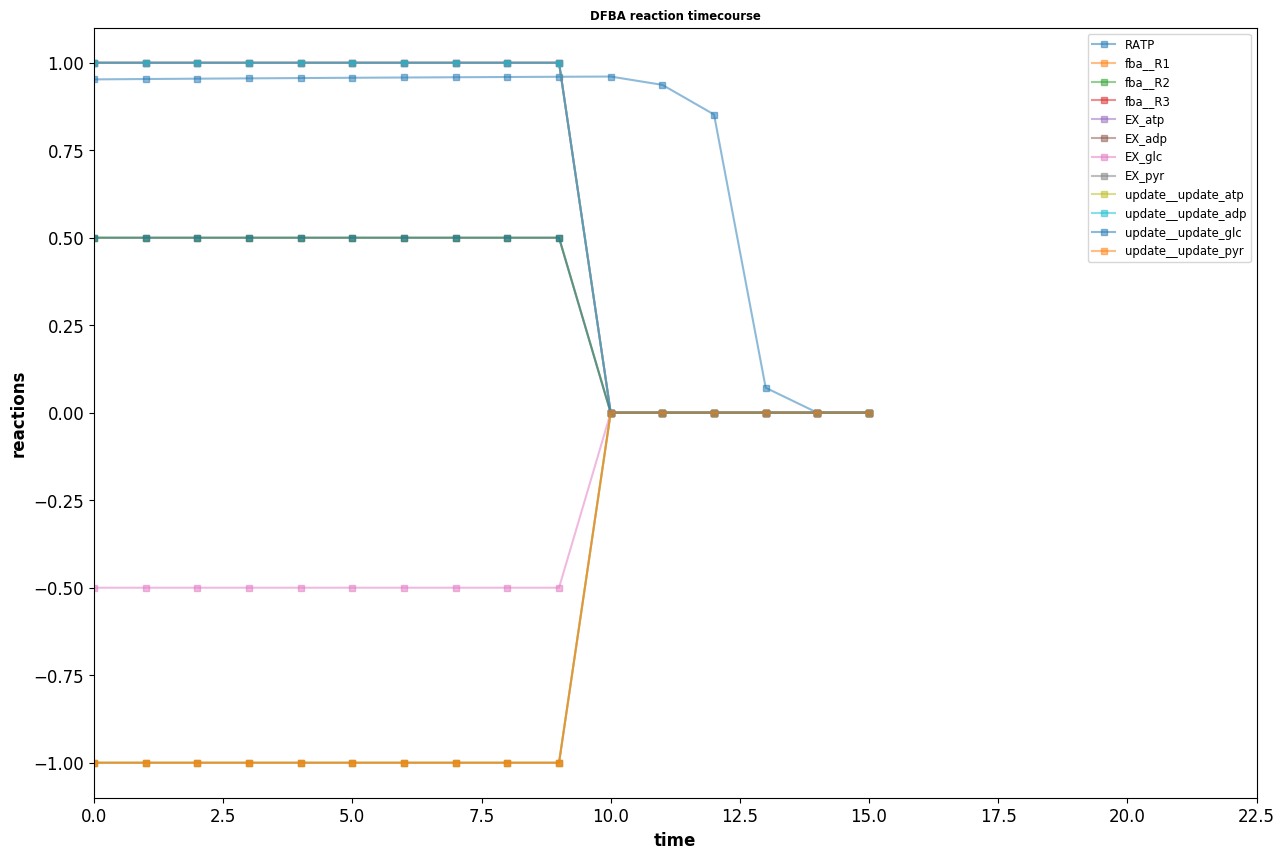 DFBA reaction timecourse
1.00
0.75
0.50
0.25
0.00
−0.25
−0.50
−0.75
−1.00
reactions
0.0
2.5
5.0
7.5
10.0
12.5
15.0
17.5
20.0
22.5
time
RATP
fba__R1
fba__R2
fba__R3
EX_atp
EX_adp
EX_glc
EX_pyr
update__update_atp
update__update_adp
update__update_glc
update__update_pyr